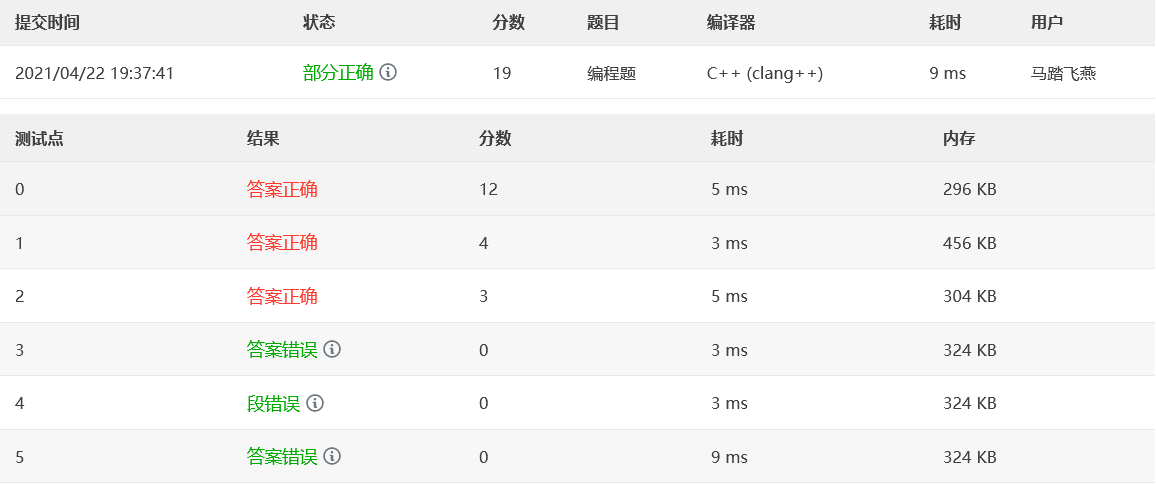 提交时间 状态 分数 题目 编译器 耗时 用户
2021/04/22 19:37:41 部分正确 19 编程题 C++ (clang++) 9 ms 马踏飞燕
测试点 结果 分数 耗时 内存
0 答案正确 12 5 ms 296 KB
1 答案正确 4 3 ms 456 KB
2 答案正确 3 5 ms 304 KB
3 答案错误 0 3 ms 324 KB
4 段错误 0 3 ms 324 KB
5 答案错误 0 9 ms 324 KB